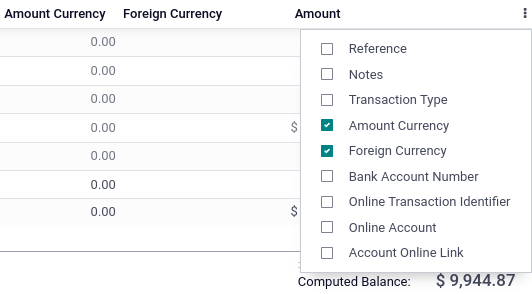 Amount Currency Foreign Currency Amount
0.00 Reference
0.00 Notes
0.00 Transaction Type
0.00 $ Amount Currency
0.00 Foreign Currency
0.00 Bank Account Number
0.00 $ Online Transaction Identifier
Online Account
Account Online Link
Computed Balance: $ 9,944.87